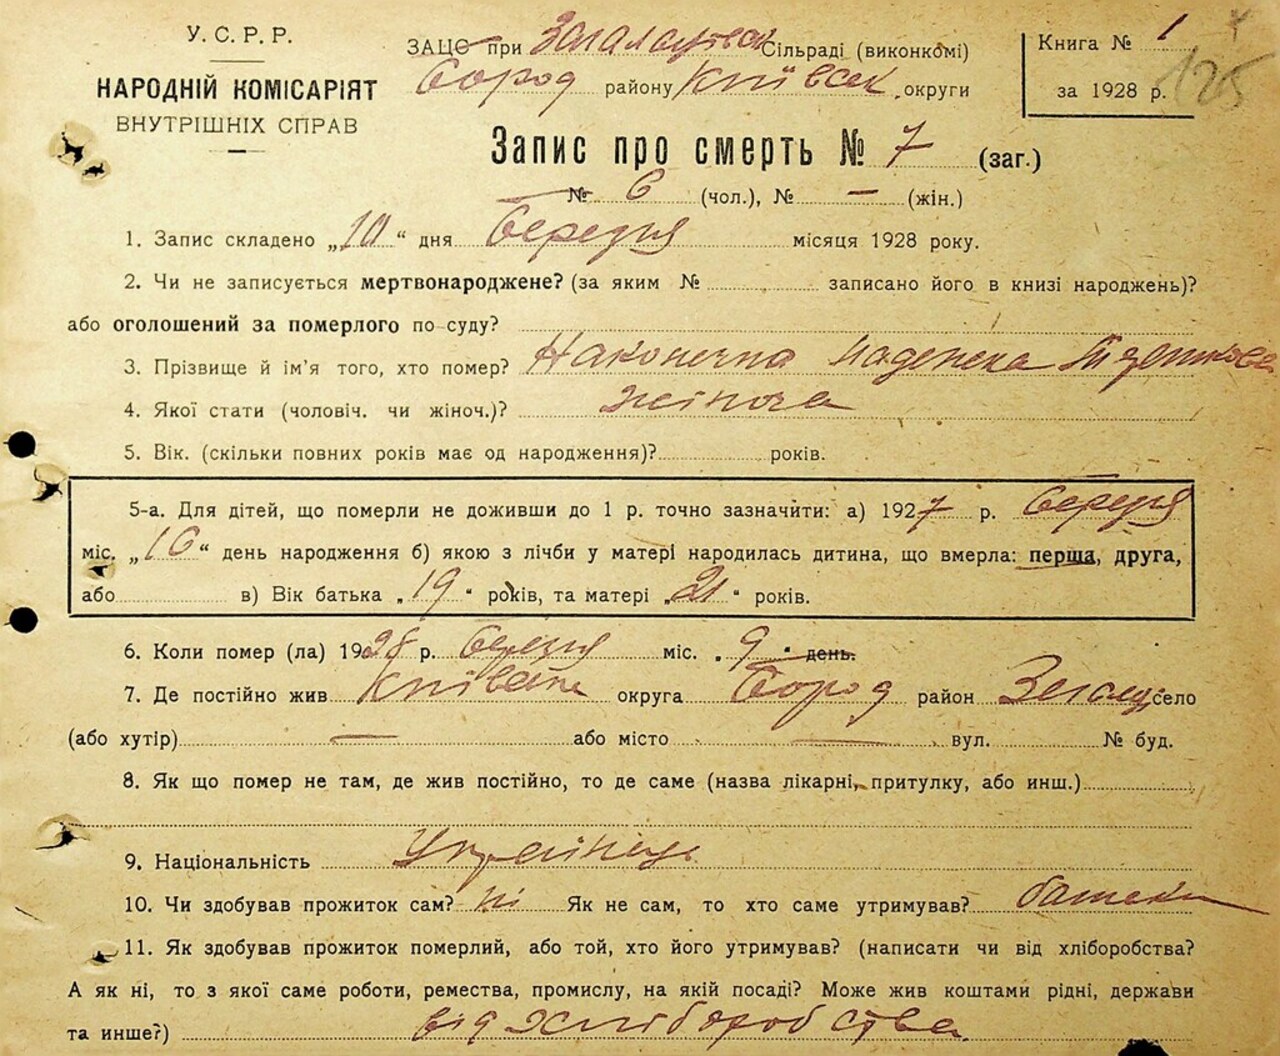 У.С.Р.Р.
НАРОДНІЙ КОМІСАРІЯТ
ВНУТРІШНІХ СПРАВ
ЗАЦС при Сільраді (виконкомі)
Бород району Київськ округи
Книга № 1
за 1928 р.
125
Запис про смерть № 7 (заг.)
№ 6 (чол.), № — (жін.)
1. Запис складено „10“ дня березня місяця 1928 року.
2. Чи не записується мертвонароджене? (за яким № записано його в книзі народжень)?
або оголошений за померлого по суду?
3. Прізвище й ім'я того, хто помер? Наконечна
4. Якої стати (чоловіч. чи жіноч.)? жіноча
5. Вік. (скільки повних років має од народження)? років.
5-а. Для дітей, що померли не доживши до 1 р. точно зазначити: а) 1927 р. березня
міс. „16“ день народження б) якою з лічби у матері народилась дитина, що вмерла: перша, друга,
або в) Вік батька „19“ років, та матері „21“ років.
6. Коли помер (ла) 1928 р. березня міс. „9“ день.
7. Де постійно жив округа Бород район село
(або хутір) — або місто — вул. № буд.
8. Як що помер не там, де жив постійно, то де саме (назва лікарні, притулку, або инш.)
9. Національність
10. Чи здобував прожиток сам? ні Як не сам, то хто саме утримував? батьки
11. Як здобував прожиток померлий, або той, хто його утримував? (написати чи від хліборобства?
А як ні, то з якої саме роботи, ремества, промислу, на якій посаді? Може жив коштами рідні, держави
та инше?) від хліборобства